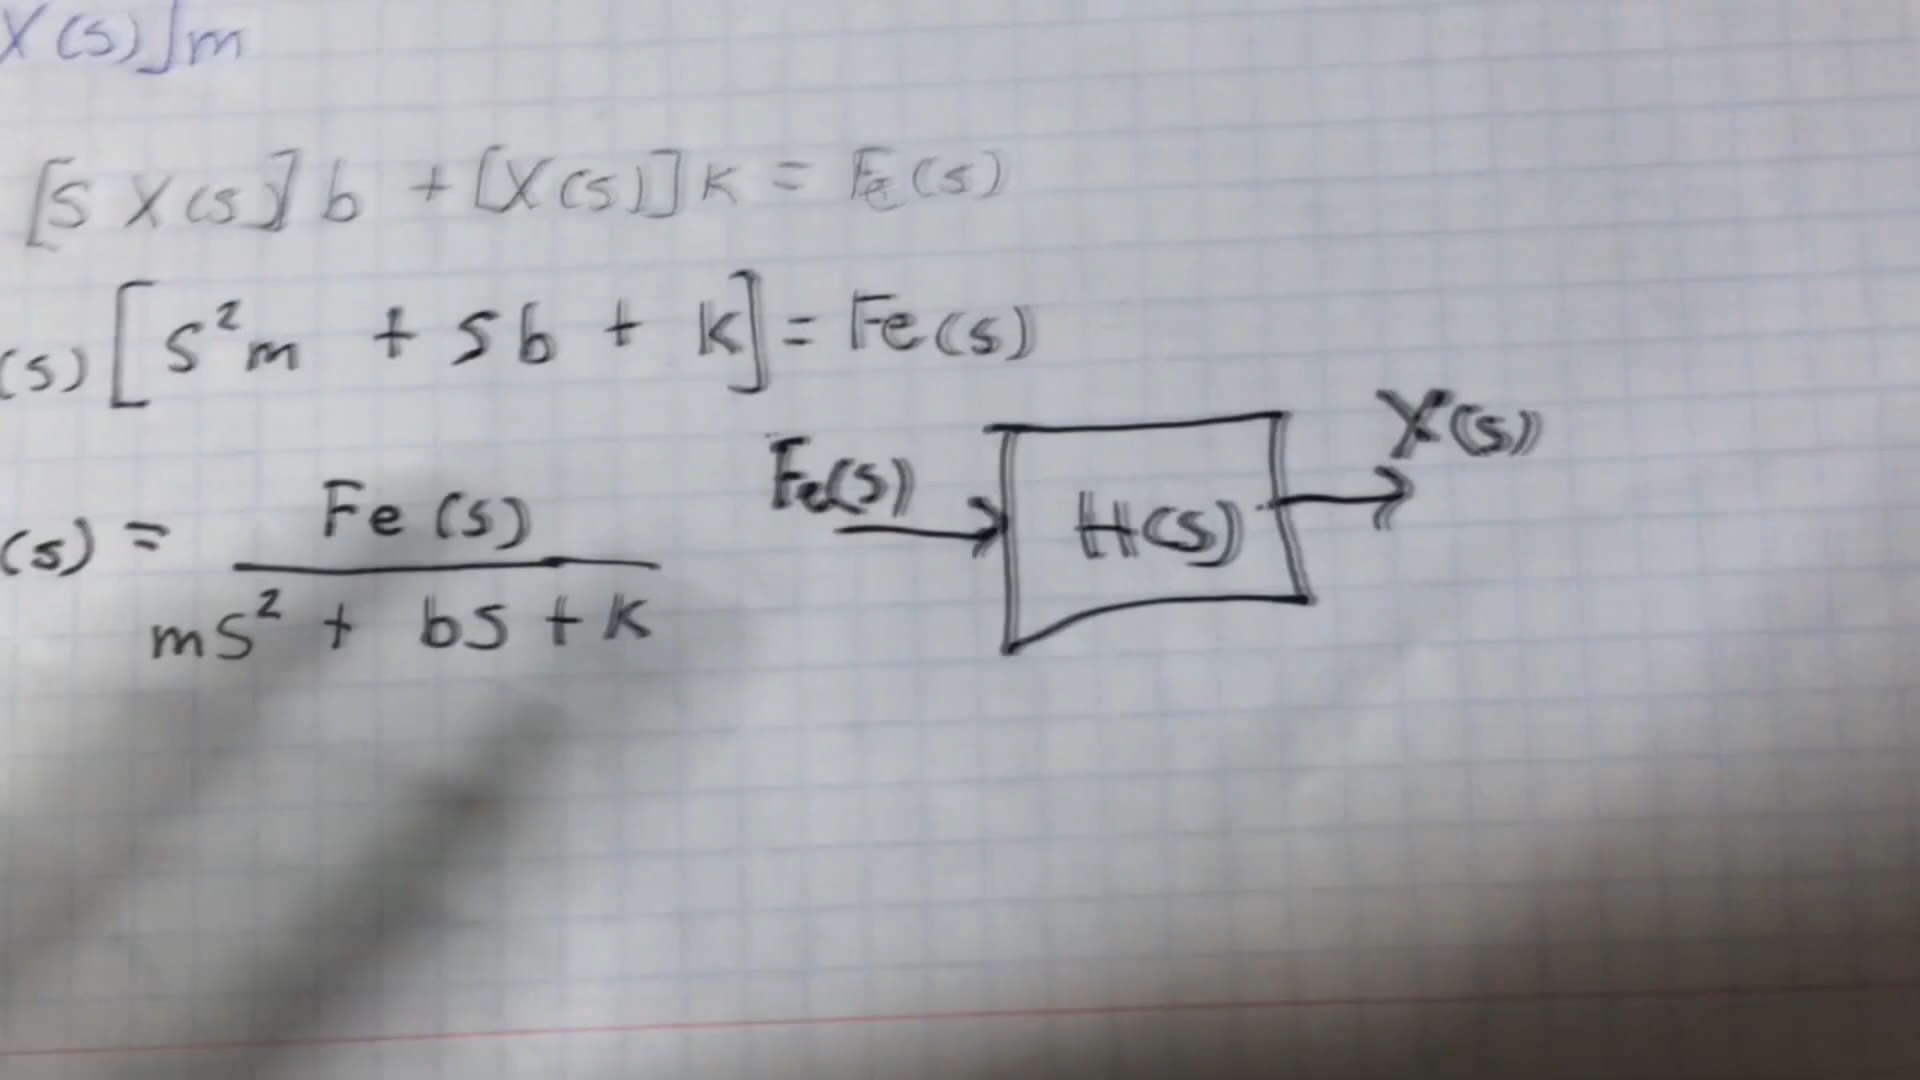 X(s)]m
[S X(s)] b + [X(s)] K = Fe(s)
(s) [s²m + sb + k] = Fe(s)
(s) = Fe(s)
mS² + bS + K
Fe(s)
H(s)
X(s)